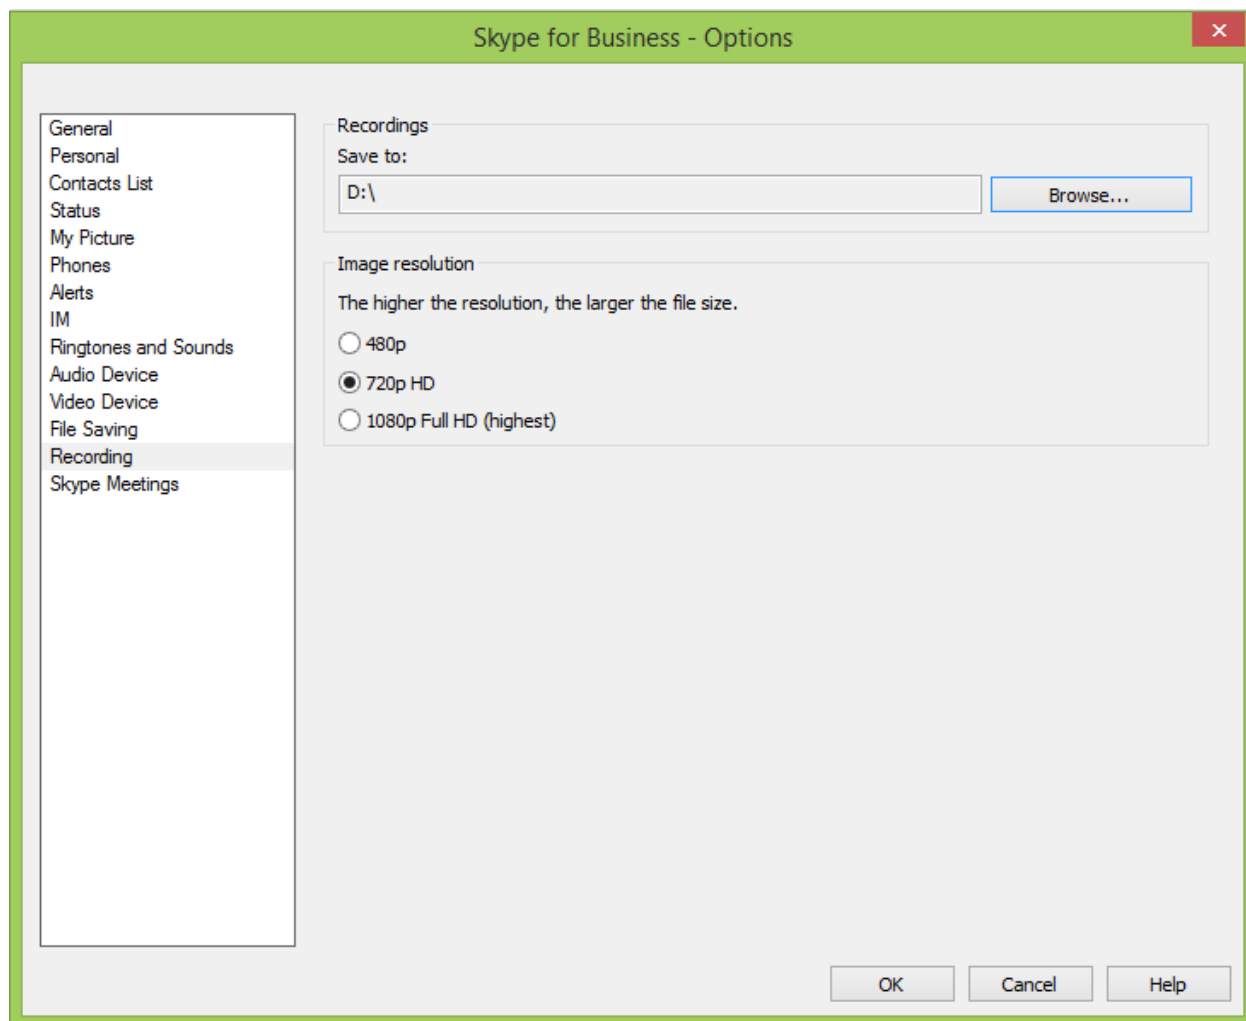 Skype for Business - Options
General
Personal
Contacts List
Status
My Picture
Phones
Alerts
IM
Ringtones and Sounds
Audio Device
Video Device
File Saving
Recording
Skype Meetings
Recordings
Save to:
D:\
Browse...
Image resolution
The higher the resolution, the larger the file size.
480p
720p HD
1080p Full HD (highest)
OK
Cancel
Help